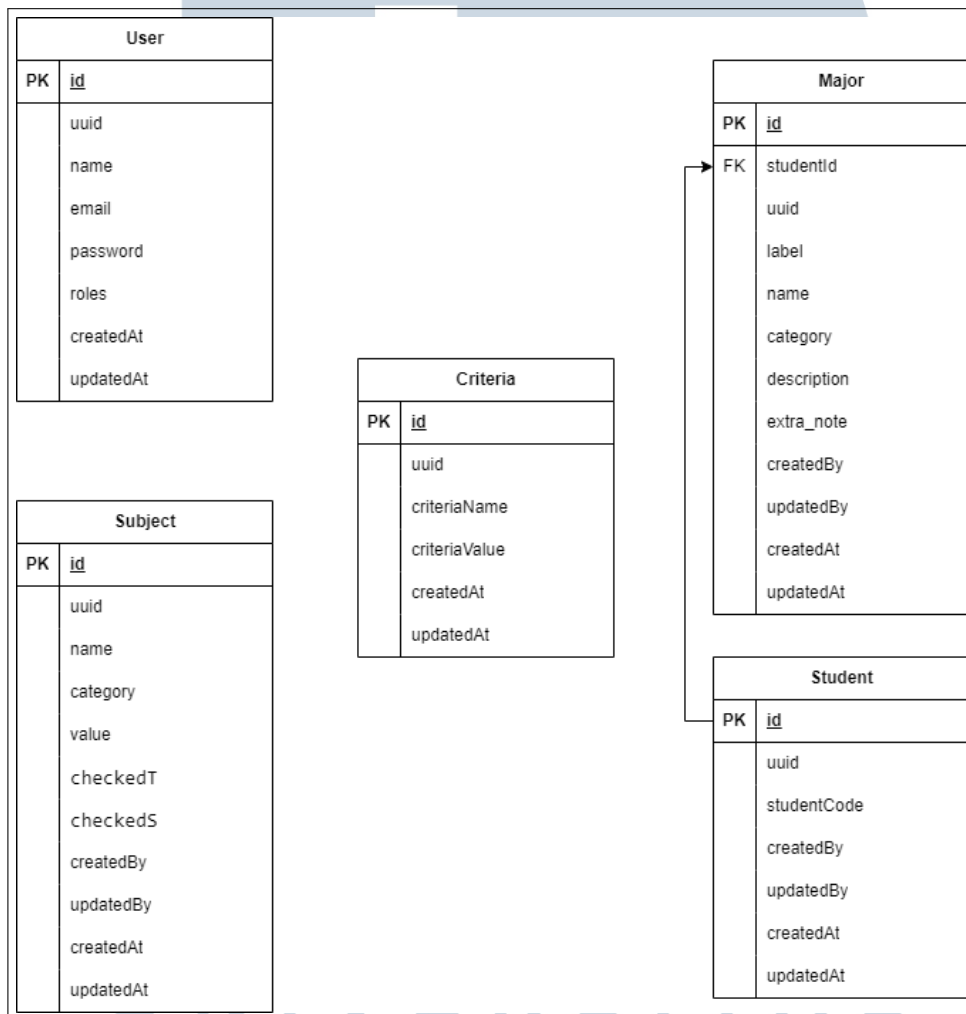 User
PK id
uuid
name
email
password
roles
createdAt
updatedAt
Subject
PK id
uuid
name
category
value
checkedT
checkedS
createdBy
updatedBy
createdAt
updatedAt
Criteria
PK id
uuid
criteriaName
criteriaValue
createdAt
updatedAt
Major
PK id
FK studentId
uuid
label
name
category
description
extra_note
createdBy
updatedBy
createdAt
updatedAt
Student
PK id
uuid
studentCode
createdBy
updatedBy
createdAt
updatedAt